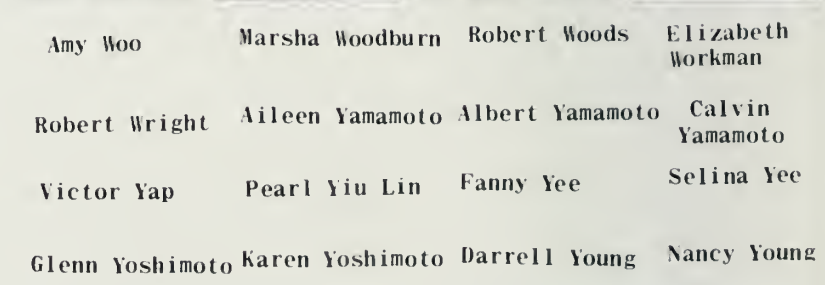 Amy Woo Marsha Woodburn Robert Woods Elizabeth
Workman
Robert Wright Aileen Yamamoto Albert Yamamoto Calvin
Yamamoto
Victor Yap Pearl Yiu Lin Fanny Yee Selina Yee
Glenn Yoshimoto Karen Yoshimoto Darrell Young Nancy Young